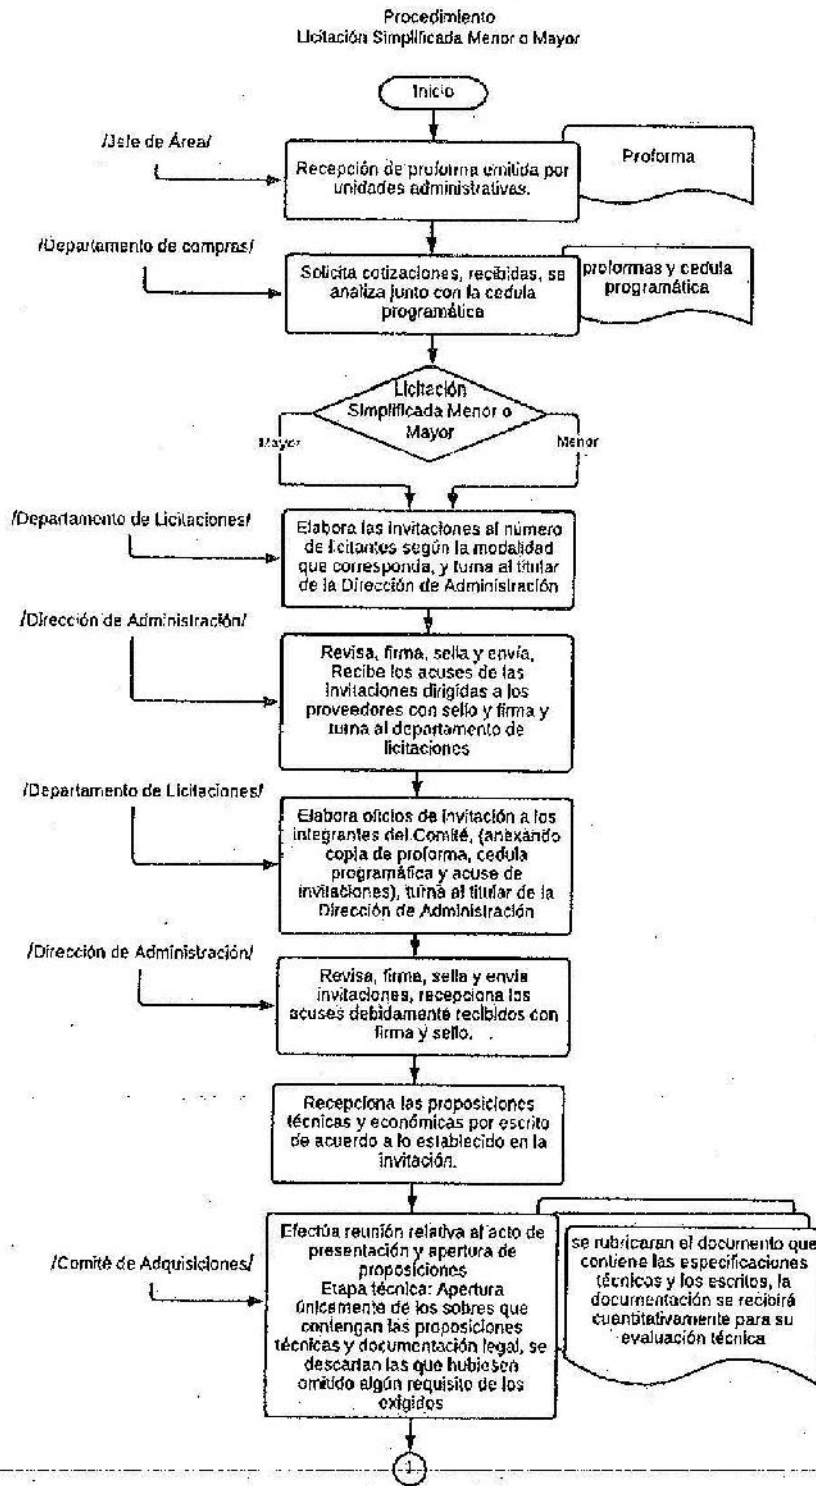 Procedimiento
Licitación Simplificada Menor o Mayor
Inicio
/Jefe de Área/
Recepción de proforma emitida por
unidades administrativas.
Proforma
/Departamento de compras/
Solicita cotizaciones, recibidas, se
analiza junto con la cedula
programática
proformas y cedula
programática
Licitación
Simplificada Menor o
Mayor
Mayor
Menor
/Departamento de Licitaciones/
Elabora las invitaciones al número
de licitantes según la modalidad
que corresponda, y turna al titular
de la Dirección de Administración
/Dirección de Administración/
Revisa, firma, sella y envía,
Recibe los acuses de las
invitaciones dirigidas a los
proveedores con sello y firma y
turna al departamento de
licitaciones
/Departamento de Licitaciones/
Elabora oficios de invitación a los
integrantes del Comité, (anexando
copia de proforma, cedula
programática y acuse de
invitaciones), turna al titular de la
Dirección de Administración
/Dirección de Administración/
Revisa, firma, sella y envía
invitaciones, recepciona los
acuses debidamente recibidos con
firma y sello.
Recepciona las proposiciones
técnicas y económicas por escrito
de acuerdo a lo establecido en la
invitación.
/Comité de Adquisiciones/
Efectúa reunión relativa al acto de
presentación y apertura de
proposiciones
Etapa técnica: Apertura
únicamente de los sobres que
contengan las proposiciones
técnicas y documentación legal, se
descartan las que hubiesen
omitido algún requisito de los
exigidos
se rubricaran el documento que
contiene las especificaciones
técnicas y los escritos, la
documentación se recibirá
cuantitativamente para su
evaluación técnica
1